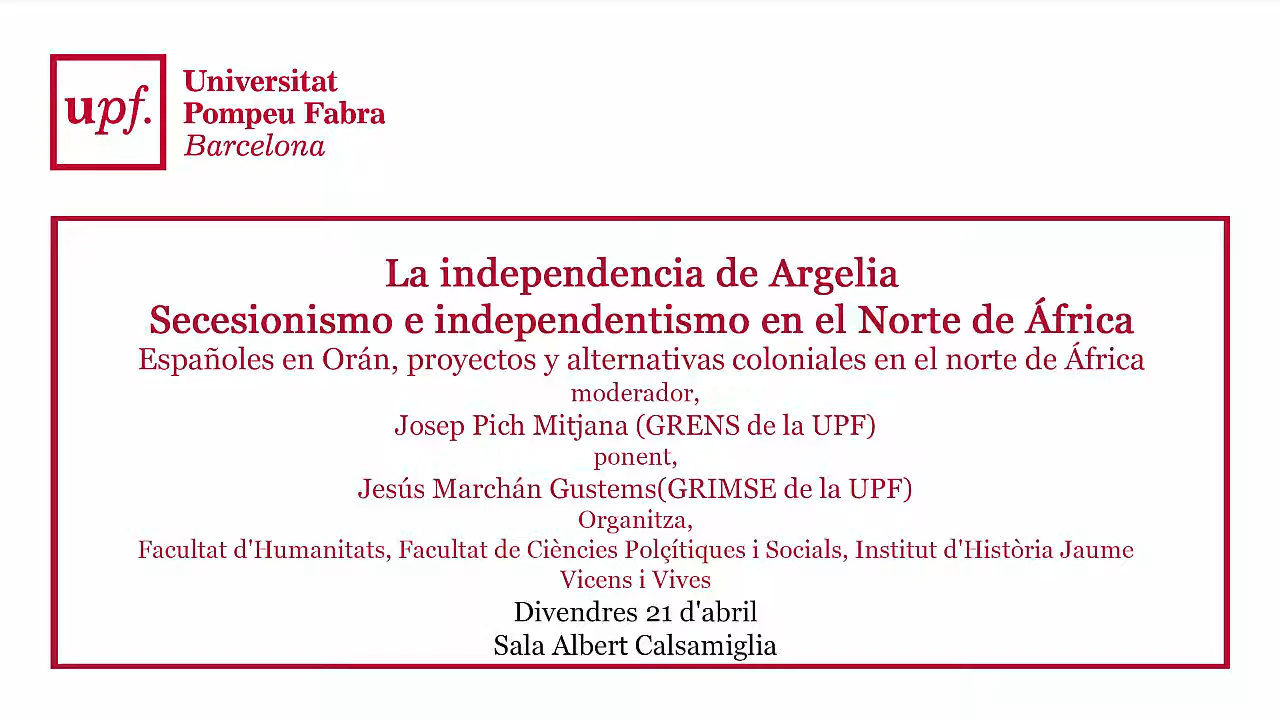 upf.
Universitat
Pompeu Fabra
Barcelona
La independencia de Argelia
Secesionismo e independentismo en el Norte de África
Españoles en Orán, proyectos y alternativas coloniales en el norte de África
moderador,
Josep Pich Mitjana (GRENS de la UPF)
ponent,
Jesús Marchán Gustems(GRIMSE de la UPF)
Organitza,
Facultat d'Humanitats, Facultat de Ciències Polçítiques i Socials, Institut d'Història Jaume
Vicens i Vives
Divendres 21 d'abril
Sala Albert Calsamiglia